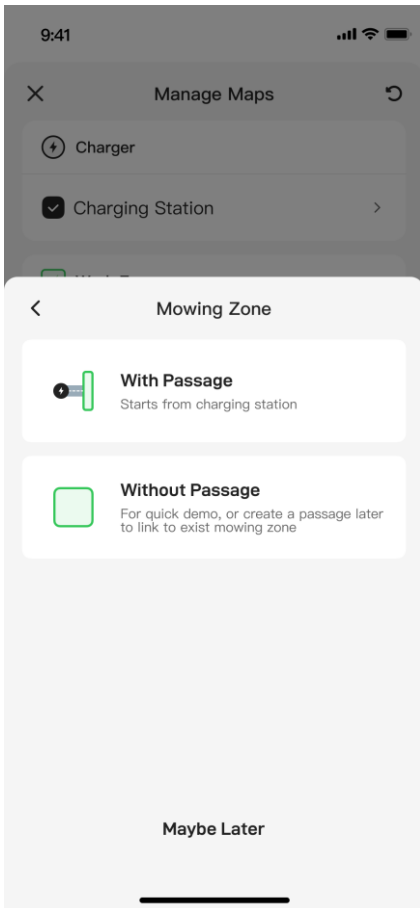 9:41
Manage Maps
Charger
Charging Station
Mowing Zone
With Passage
Starts from charging station
Without Passage
For quick demo, or create a passage later
to link to exist mowing zone
Maybe Later